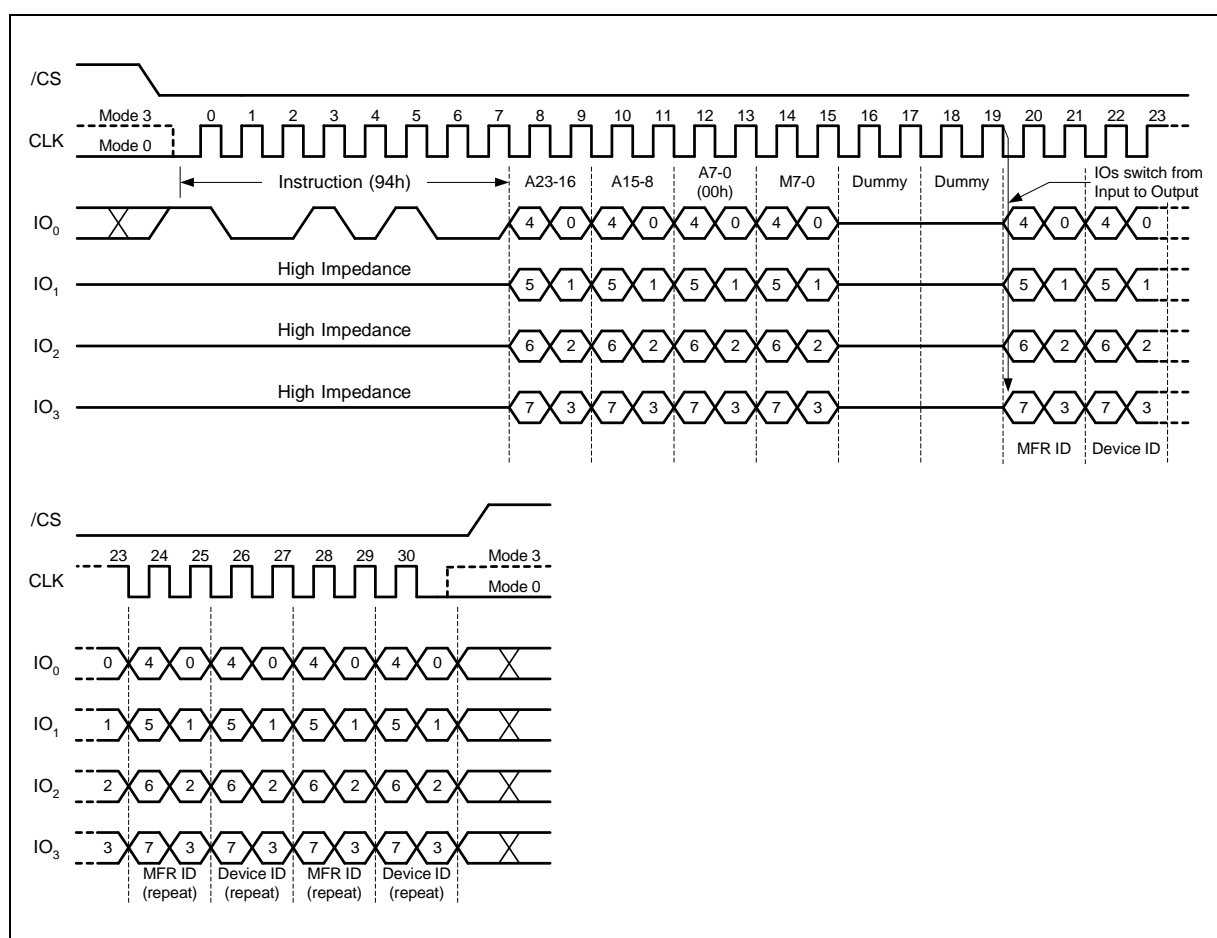 /CS
Mode 3
0 1 2 3 4 5 6 7 8 9 10 11 12 13 14 15 16 17 18 19 20 21 22 23
CLK
Mode 0
Instruction (94h)
A23-16
A15-8
A7-0
(00h)
M7-0
Dummy
Dummy
IOs switch from
Input to Output
IO0
4 0 4 0 4 0 4 0 4 0 4 0
High Impedance
IO1
5 1 5 1 5 1 5 1 5 1 5 1
High Impedance
IO2
6 2 6 2 6 2 6 2 6 2 6 2
High Impedance
IO3
7 3 7 3 7 3 7 3 7 3 7 3
MFR ID
Device ID
/CS
23 24 25 26 27 28 29 30
Mode 3
CLK
Mode 0
IO0
0 4 0 4 0 4 0 4 0
IO1
1 5 1 5 1 5 1 5 1
IO2
2 6 2 6 2 6 2 6 2
IO3
3 7 3 7 3 7 3 7 3
MFR ID
(repeat)
Device ID
(repeat)
MFR ID
(repeat)
Device ID
(repeat)